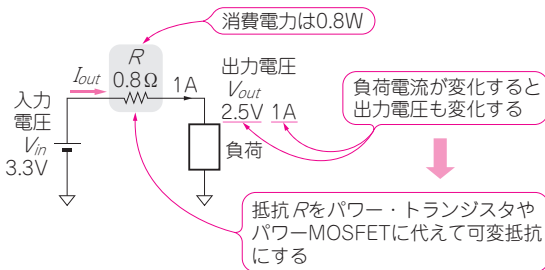 消費電力は0.8W
R
0.8Ω
Iout
1A
入力
電圧
Vin
3.3V
出力電圧
Vout
2.5V 1A
負荷
負荷電流が変化すると
出力電圧も変化する
抵抗Rをパワー・トランジスタや
パワーMOSFETに代えて可変抵抗
にする